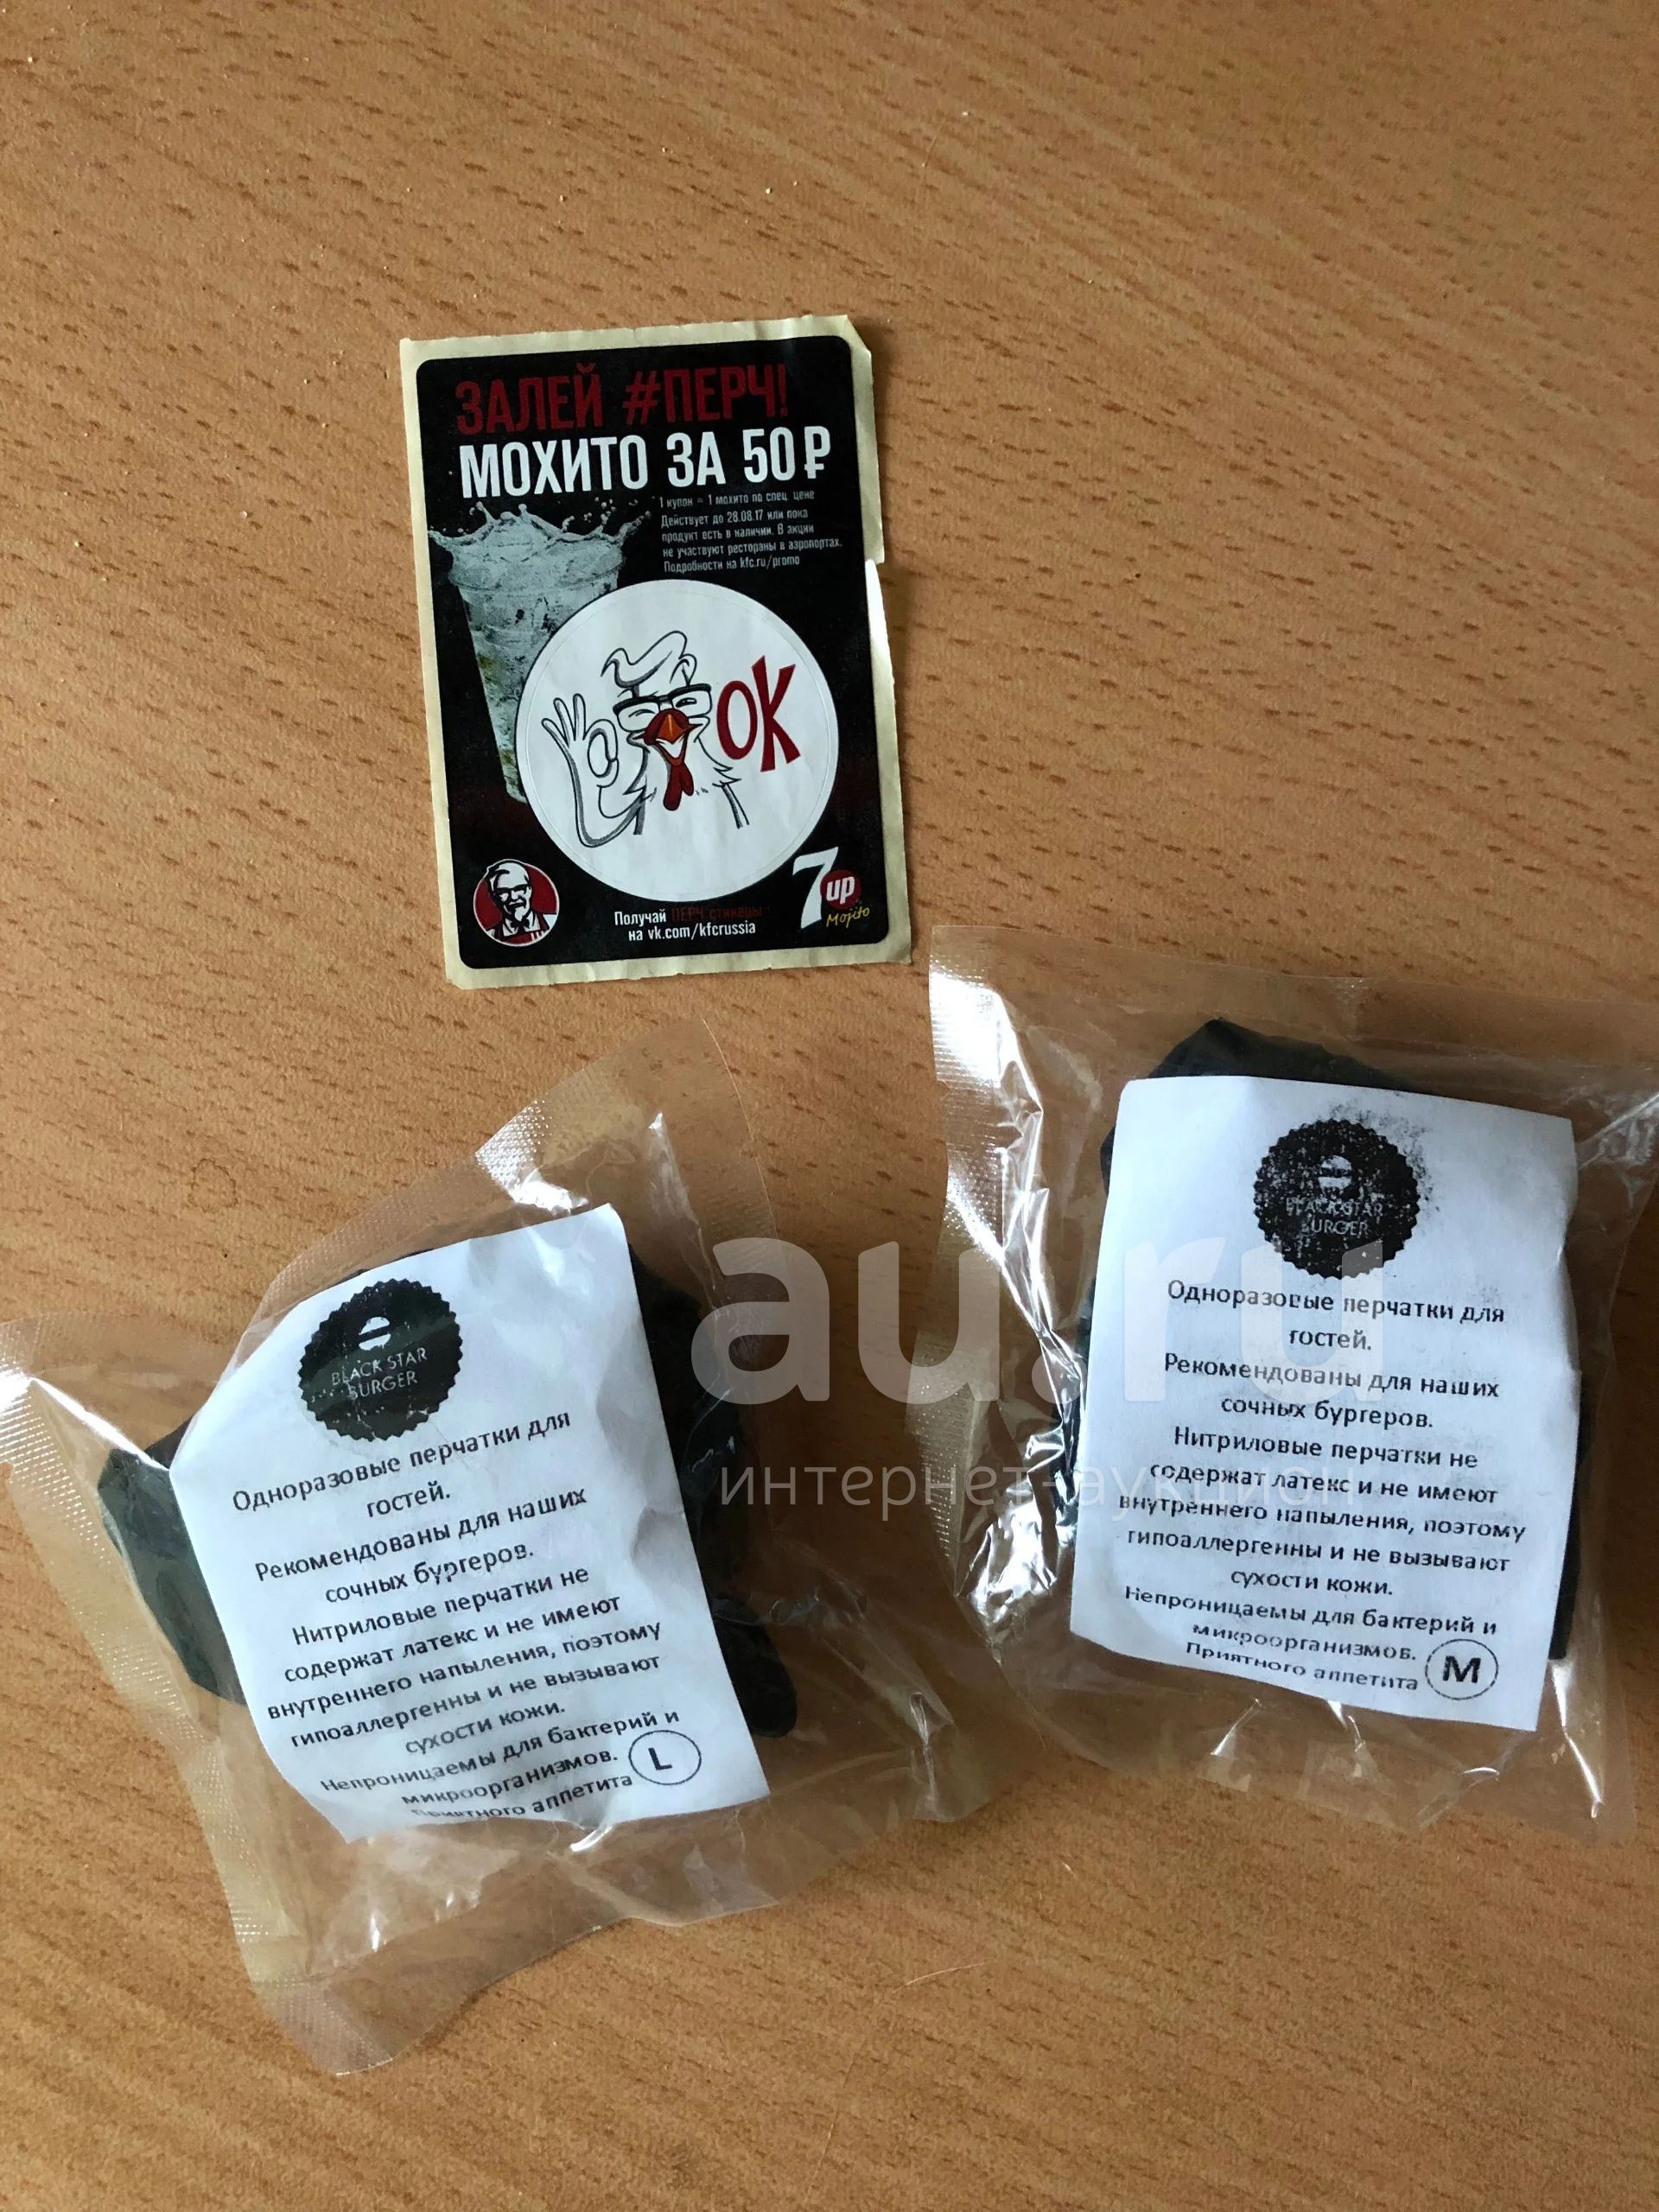 ЗАЛЕЙ #ПЕРЧ!
МОХИТО ЗА 50 ₽
1 купон = 1 мохито по спец цене
Действует до 28.08.17 или пока
продукт есть в наличии. В акции
не участвуют рестораны в аэропортах.
Подробности на kfc.ru/promo
OK
Получай ПЕРЧ стикеры
на vk.com/kfcrussia
7up
Mojito
BLACK STAR
BURGER
Одноразовые перчатки для
гостей.
Рекомендованы для наших
сочных бургеров.
Нитриловые перчатки не
содержат латекс и не имеют
внутреннего напыления, поэтому
гипоаллергенны и не вызывают
сухости кожи.
Непроницаемы для бактерий и
микроорганизмов.
Приятного аппетита
L
BLACK STAR
BURGER
Одноразовые перчатки для
гостей.
Рекомендованы для наших
сочных бургеров.
Нитриловые перчатки не
содержат латекс и не имеют
внутреннего напыления, поэтому
гипоаллергенны и не вызывают
сухости кожи.
Непроницаемы для бактерий и
микроорганизмов.
Приятного аппетита
M
au.ru
интернет-аукцион